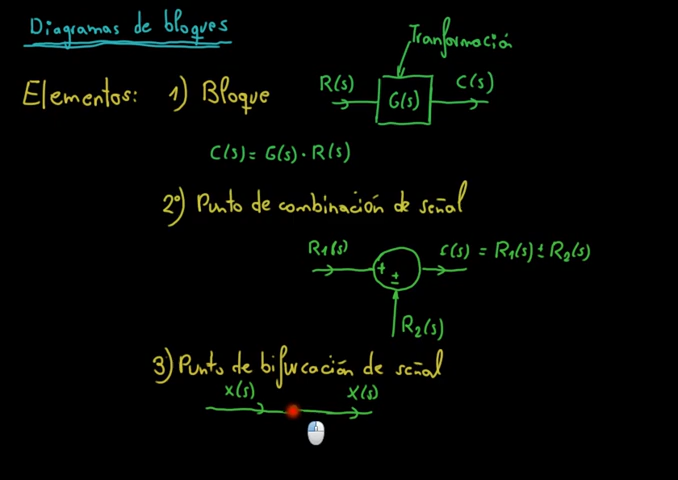 Diagramas de bloques
Tranformación
Elementos: 1) Bloque
R(s) G(s) C(s)
C(s) = G(s) · R(s)
2º) Punto de combinación de señal
R1(s) + ± C(s) = R1(s) ± R2(s)
R2(s)
3) Punto de bifurcación de señal
X(s) X(s)